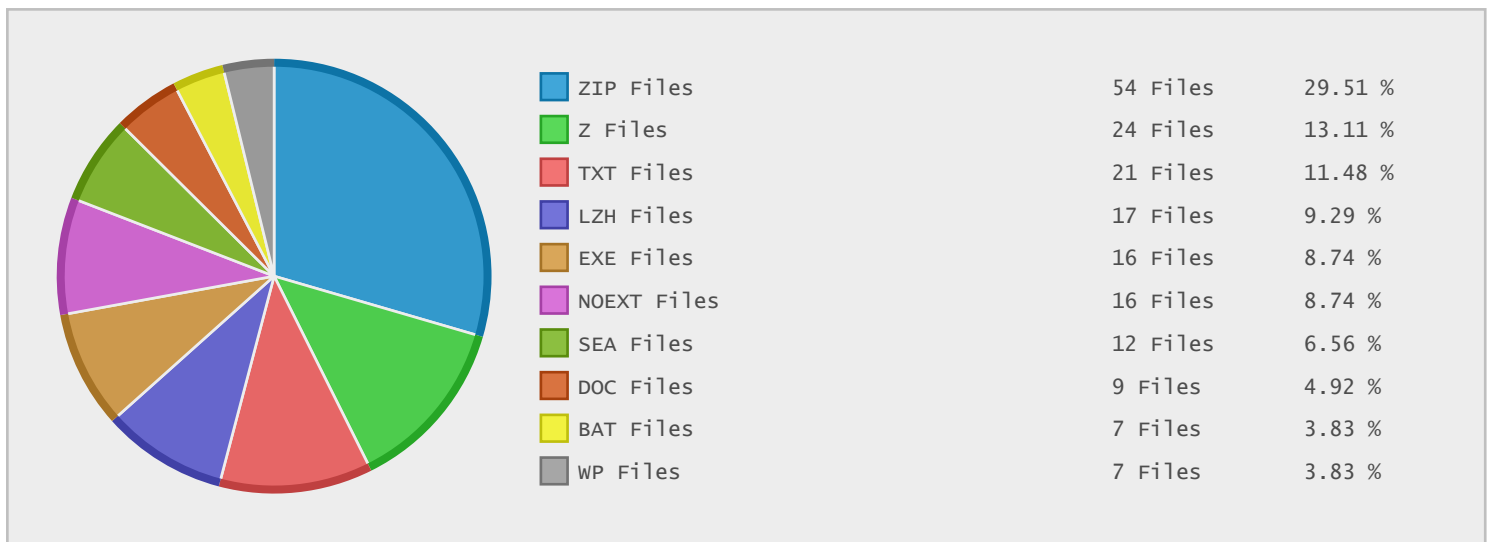 ZIP Files 54 Files 29.51 %
Z Files 24 Files 13.11 %
TXT Files 21 Files 11.48 %
LZH Files 17 Files 9.29 %
EXE Files 16 Files 8.74 %
NOEXT Files 16 Files 8.74 %
SEA Files 12 Files 6.56 %
DOC Files 9 Files 4.92 %
BAT Files 7 Files 3.83 %
WP Files 7 Files 3.83 %